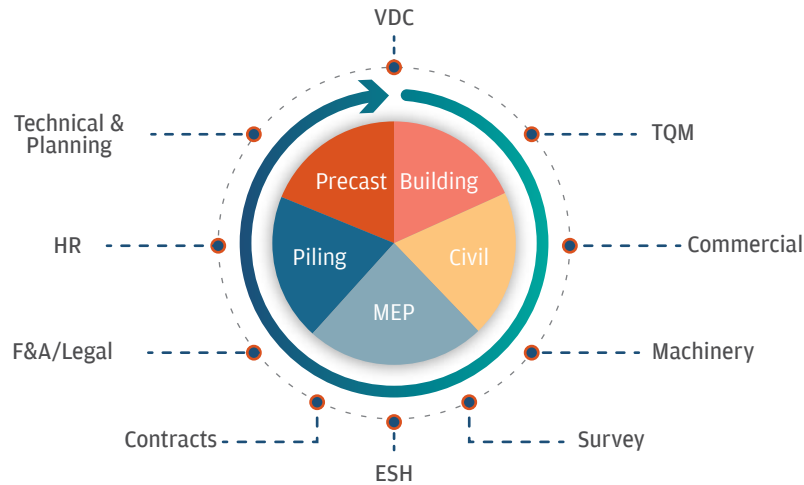 VDC
Technical &
Planning
TQM
Precast
Building
HR
Piling
Civil
Commercial
MEP
F&A/Legal
Machinery
Contracts
Survey
ESH